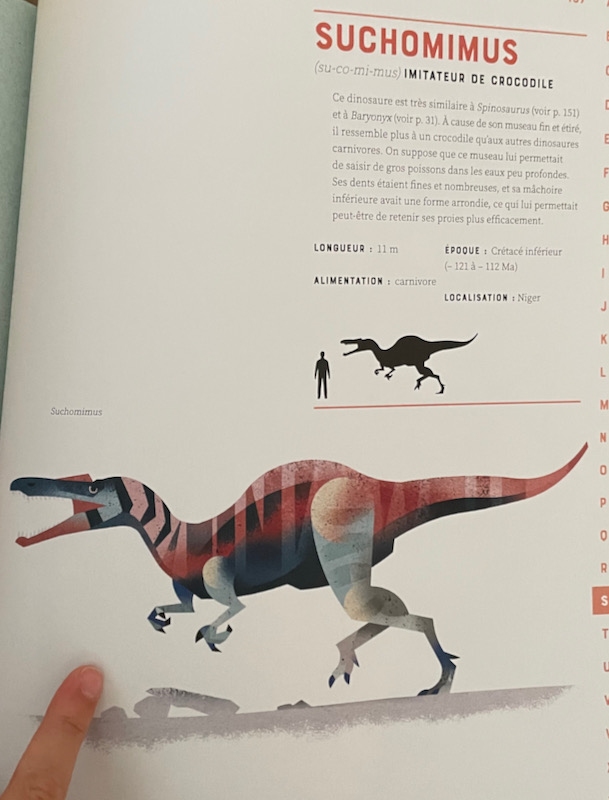 SUCHOMIMUS
(su-co-mi-mus) IMITATEUR DE CROCODILE
Ce dinosaure est très similaire à Spinosaurus (voir p. 151)
et à Baryonyx (voir p. 31). À cause de son museau fin et étiré,
il ressemble plus à un crocodile qu'aux autres dinosaures
carnivores. On suppose que ce museau lui permettait
de saisir de gros poissons dans les eaux peu profondes.
Ses dents étaient fines et nombreuses, et sa mâchoire
inférieure avait une forme arrondie, ce qui lui permettait
peut-être de retenir ses proies plus efficacement.
LONGUEUR : 11 m
ALIMENTATION : carnivore
ÉPOQUE : Crétacé inférieur
(– 121 à – 112 Ma)
LOCALISATION : Niger
Suchomimus
E
F
G
H
I
J
K
L
M
N
O
P
R
S
T
U